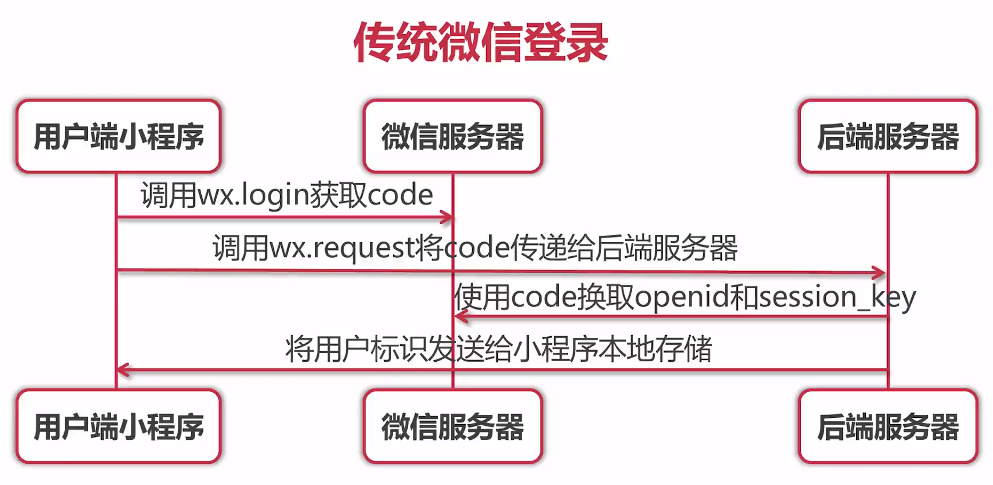 传统微信登录
用户端小程序
微信服务器
后端服务器
调用wx.login获取code
调用wx.request将code传递给后端服务器
使用code换取openid和session_key
将用户标识发送给小程序本地存储
用户端小程序
微信服务器
后端服务器